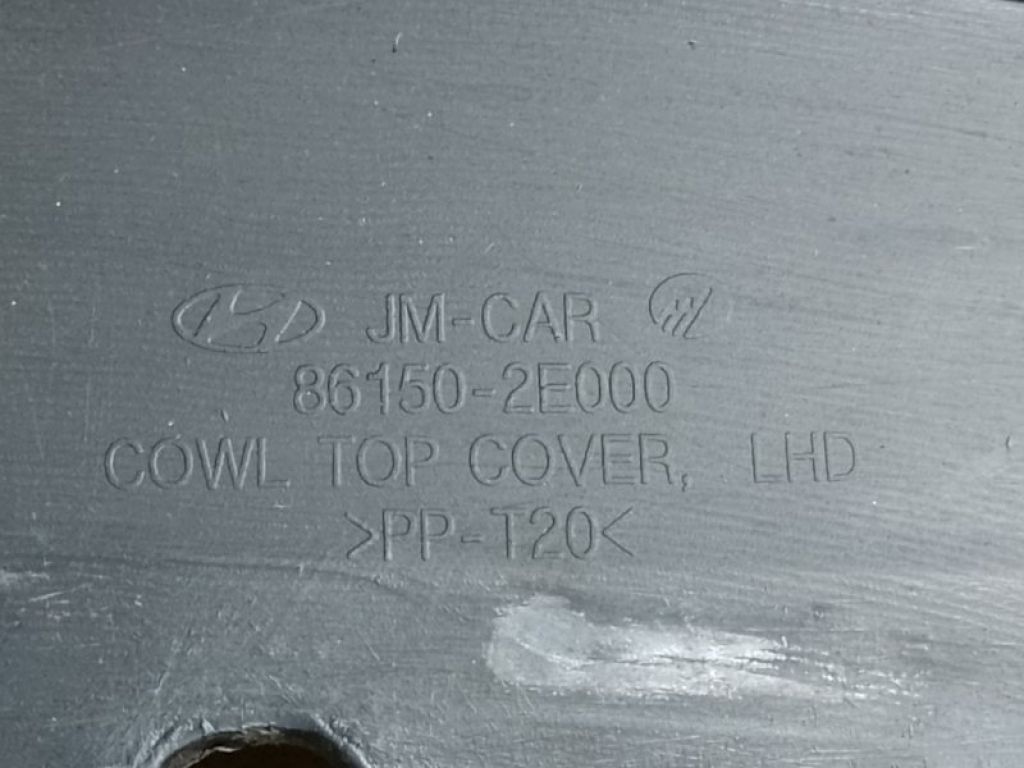 JM-CAR
86150-2E000
COWL TOP COVER, LHD
>PP-T20<